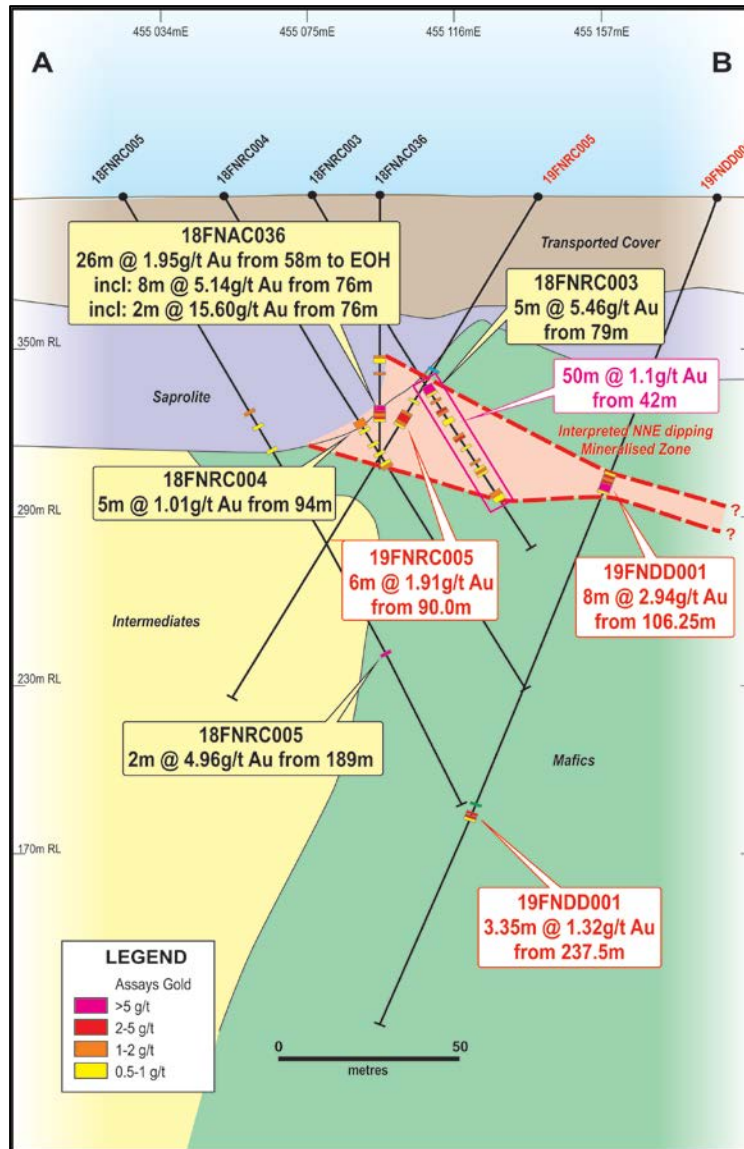 455 034mE 455 075mE 455 116mE 455 157mE
A B
18FNRC005 18FNRC004 18FNRC003 18FNAC036 19FNRC005 19FNDD00
18FNAC036
26m @ 1.95g/t Au from 58m to EOH
incl: 8m @ 5.14g/t Au from 76m
incl: 2m @ 15.60g/t Au from 76m
Transported Cover
18FNRC003
5m @ 5.46g/t Au
from 79m
350m RL
50m @ 1.1g/t Au
from 42m
Saprolite
Interpreted NNE dipping
Mineralised Zone
18FNRC004
5m @ 1.01g/t Au from 94m
290m RL
?
?
19FNRC005
6m @ 1.91g/t Au
from 90.0m
19FNDD001
8m @ 2.94g/t Au
from 106.25m
Intermediates
230m RL
18FNRC005
2m @ 4.96g/t Au from 189m
Mafics
170m RL
19FNDD001
3.35m @ 1.32g/t Au
from 237.5m
LEGEND
Assays Gold
>5 g/t
2-5 g/t
1-2 g/t
0.5-1 g/t
0 50
metres